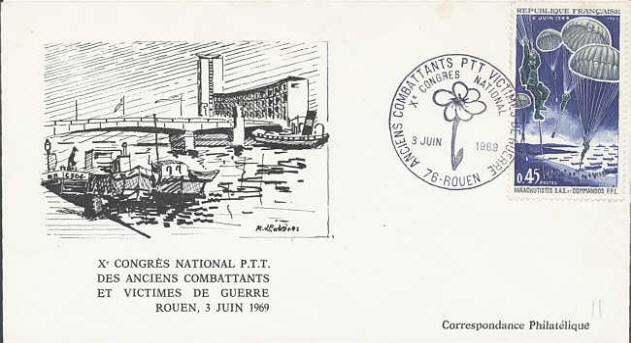 REPUBLIQUE FRANÇAISE
6 JUIN 1944
0,45
POSTES
PARACHUTISTES S.A.S. et COMMANDOS F.F.L.
ANCIENS COMBATTANTS PTT VICTIMES DE GUERRE
Xe CONGRES NATIONAL
3 JUIN 1969
76-ROUEN
Xe CONGRÈS NATIONAL P.T.T.
DES ANCIENS COMBATTANTS
ET VICTIMES DE GUERRE
ROUEN, 3 JUIN 1969
Correspondance Philatélique